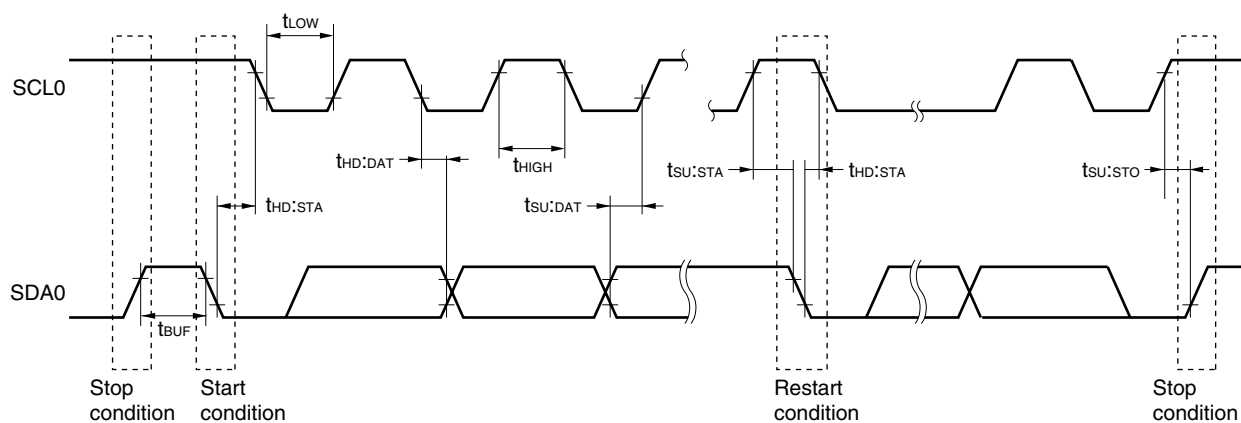 tLOW
SCL0
tHD:DAT
tHIGH
tSU:STA
tHD:STA
tSU:STO
tHD:STA
tSU:DAT
SDA0
tBUF
Stop
condition
Start
condition
Restart
condition
Stop
condition